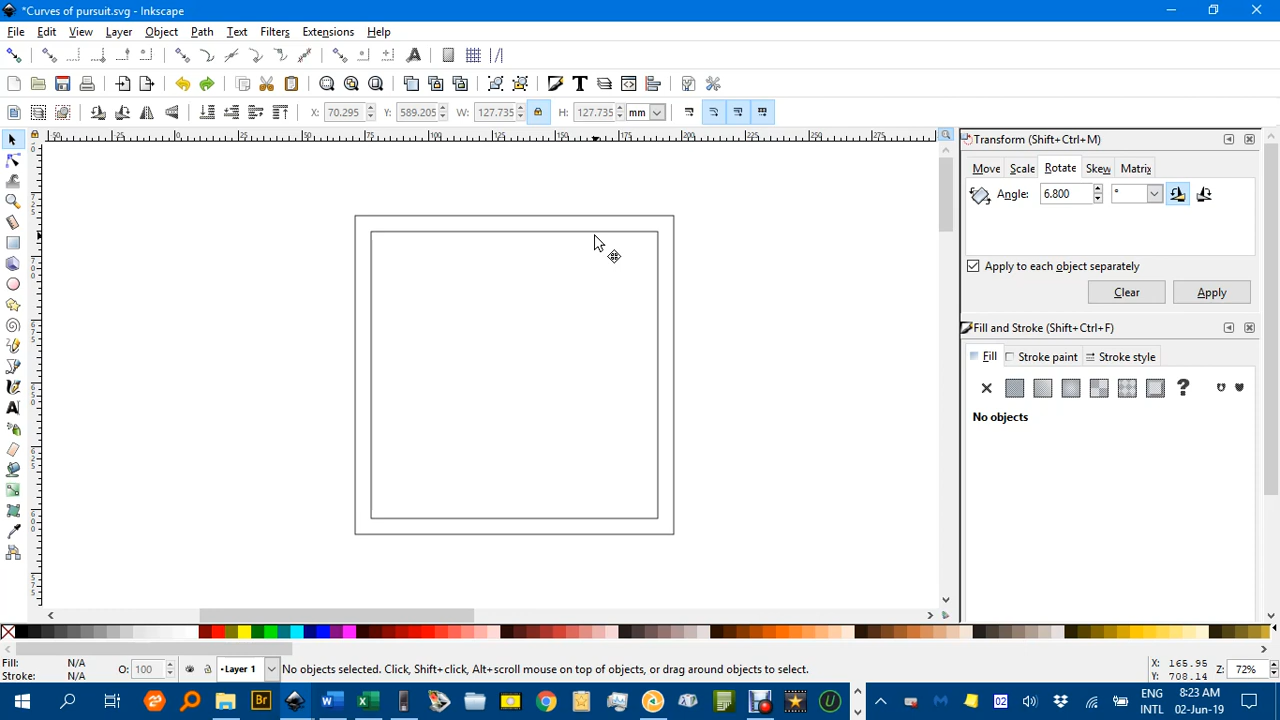 *Curves of pursuit.svg - Inkscape
File Edit View Layer Object Path Text Filters Extensions Help
X: 70.295 Y: 589.205 W: 127.735 H: 127.735 mm
Transform (Shift+Ctrl+M)
Move Scale Rotate Skew Matrix
Angle: 6.800 °
Apply to each object separately
Clear Apply
Fill and Stroke (Shift+Ctrl+F)
Fill Stroke paint Stroke style
No objects
Fill: N/A
Stroke: N/A
O: 100
Layer 1
No objects selected. Click, Shift+click, Alt+scroll mouse on top of objects, or drag around objects to select.
X: 165.95
Y: 708.14
Z: 72%
ENG
INTL
8:23 AM
02-Jun-19